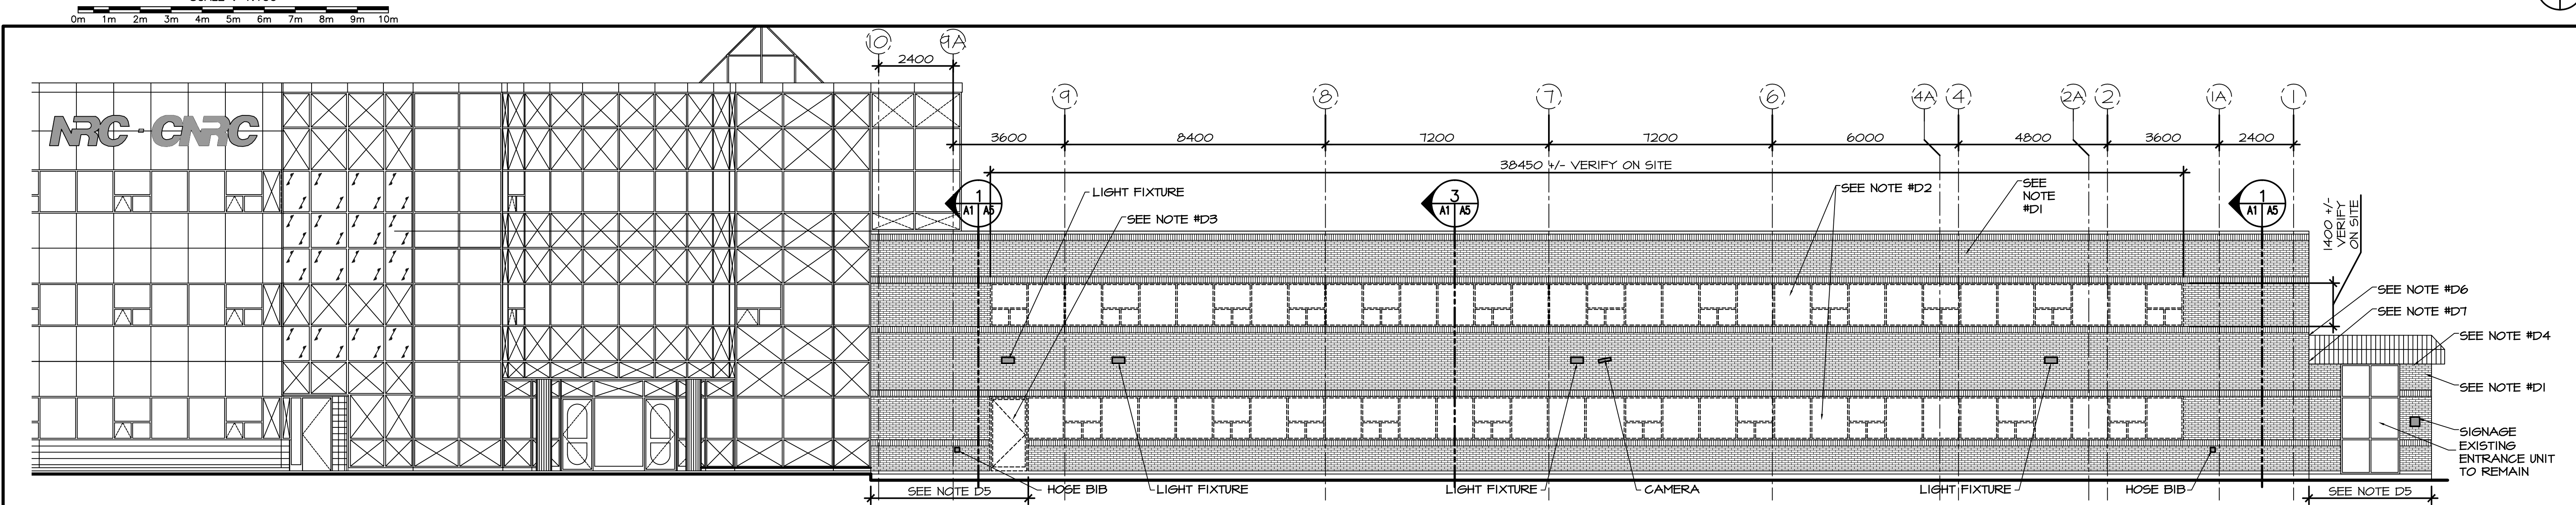 0m 1m 2m 3m 4m 5m 6m 7m 8m 9m 10m
10 9A
2400
9 8 7 6 4A 4 2A 2 1A 1
3600 8400 7200 7200 6000 4800 3600 2400
NRC - CNRC
38450 +/- VERIFY ON SITE
LIGHT FIXTURE
SEE NOTE #D3
1
A1 A5
3
A1 A5
SEE NOTE #D2
SEE
NOTE
#D1
1
A1 A5
1400 +/-
VERIFY
ON SITE
SEE NOTE #D6
SEE NOTE #D7
SEE NOTE #D4
SEE NOTE #D1
SIGNAGE
EXISTING
ENTRANCE UNIT
TO REMAIN
SEE NOTE D5
HOSE BIB
LIGHT FIXTURE
LIGHT FIXTURE
CAMERA
LIGHT FIXTURE
HOSE BIB
SEE NOTE D5